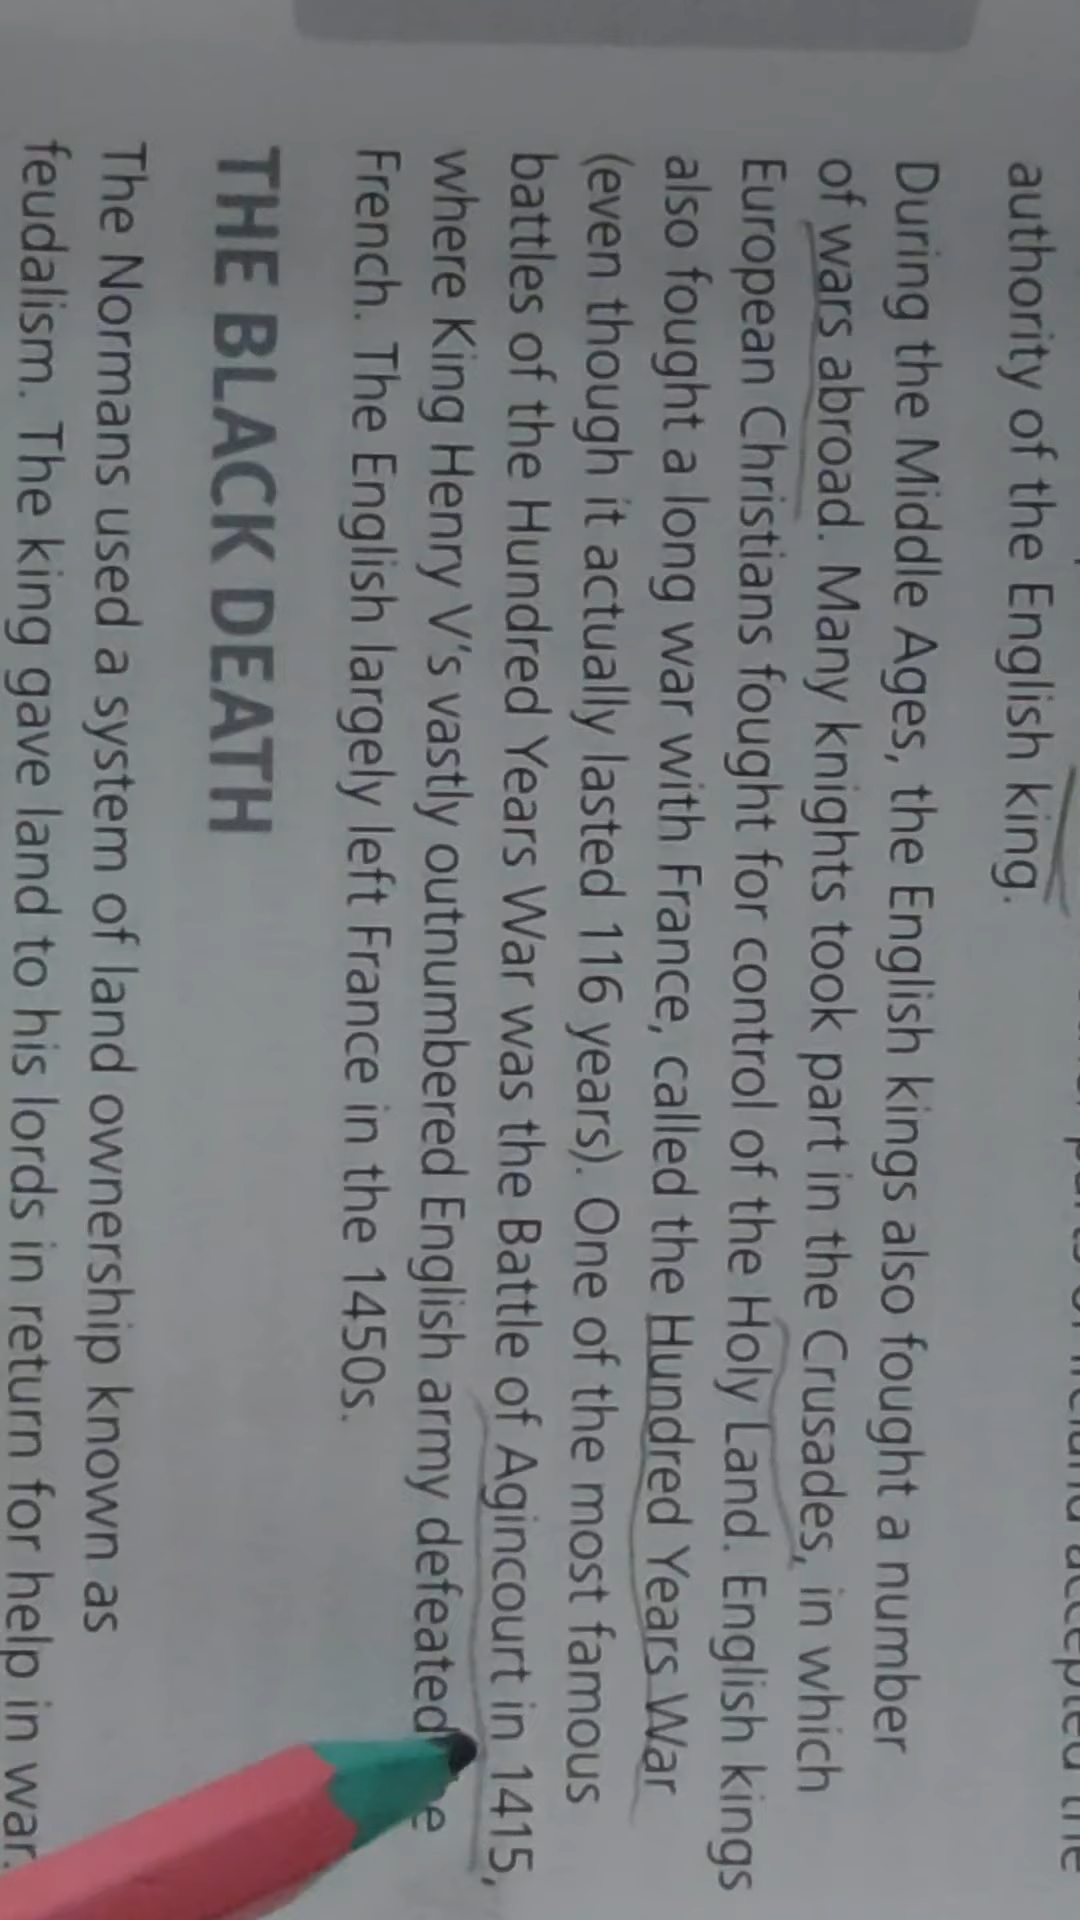 authority of the English king.
During the Middle Ages, the English kings also fought a number
of wars abroad. Many knights took part in the Crusades, in which
European Christians fought for control of the Holy Land. English kings
also fought a long war with France, called the Hundred Years War
(even though it actually lasted 116 years). One of the most famous
battles of the Hundred Years War was the Battle of Agincourt in 1415,
where King Henry V's vastly outnumbered English army defeated
French. The English largely left France in the 1450s.
THE BLACK DEATH
The Normans used a system of land ownership known as
feudalism. The king gave land to his lords in return for help in war.